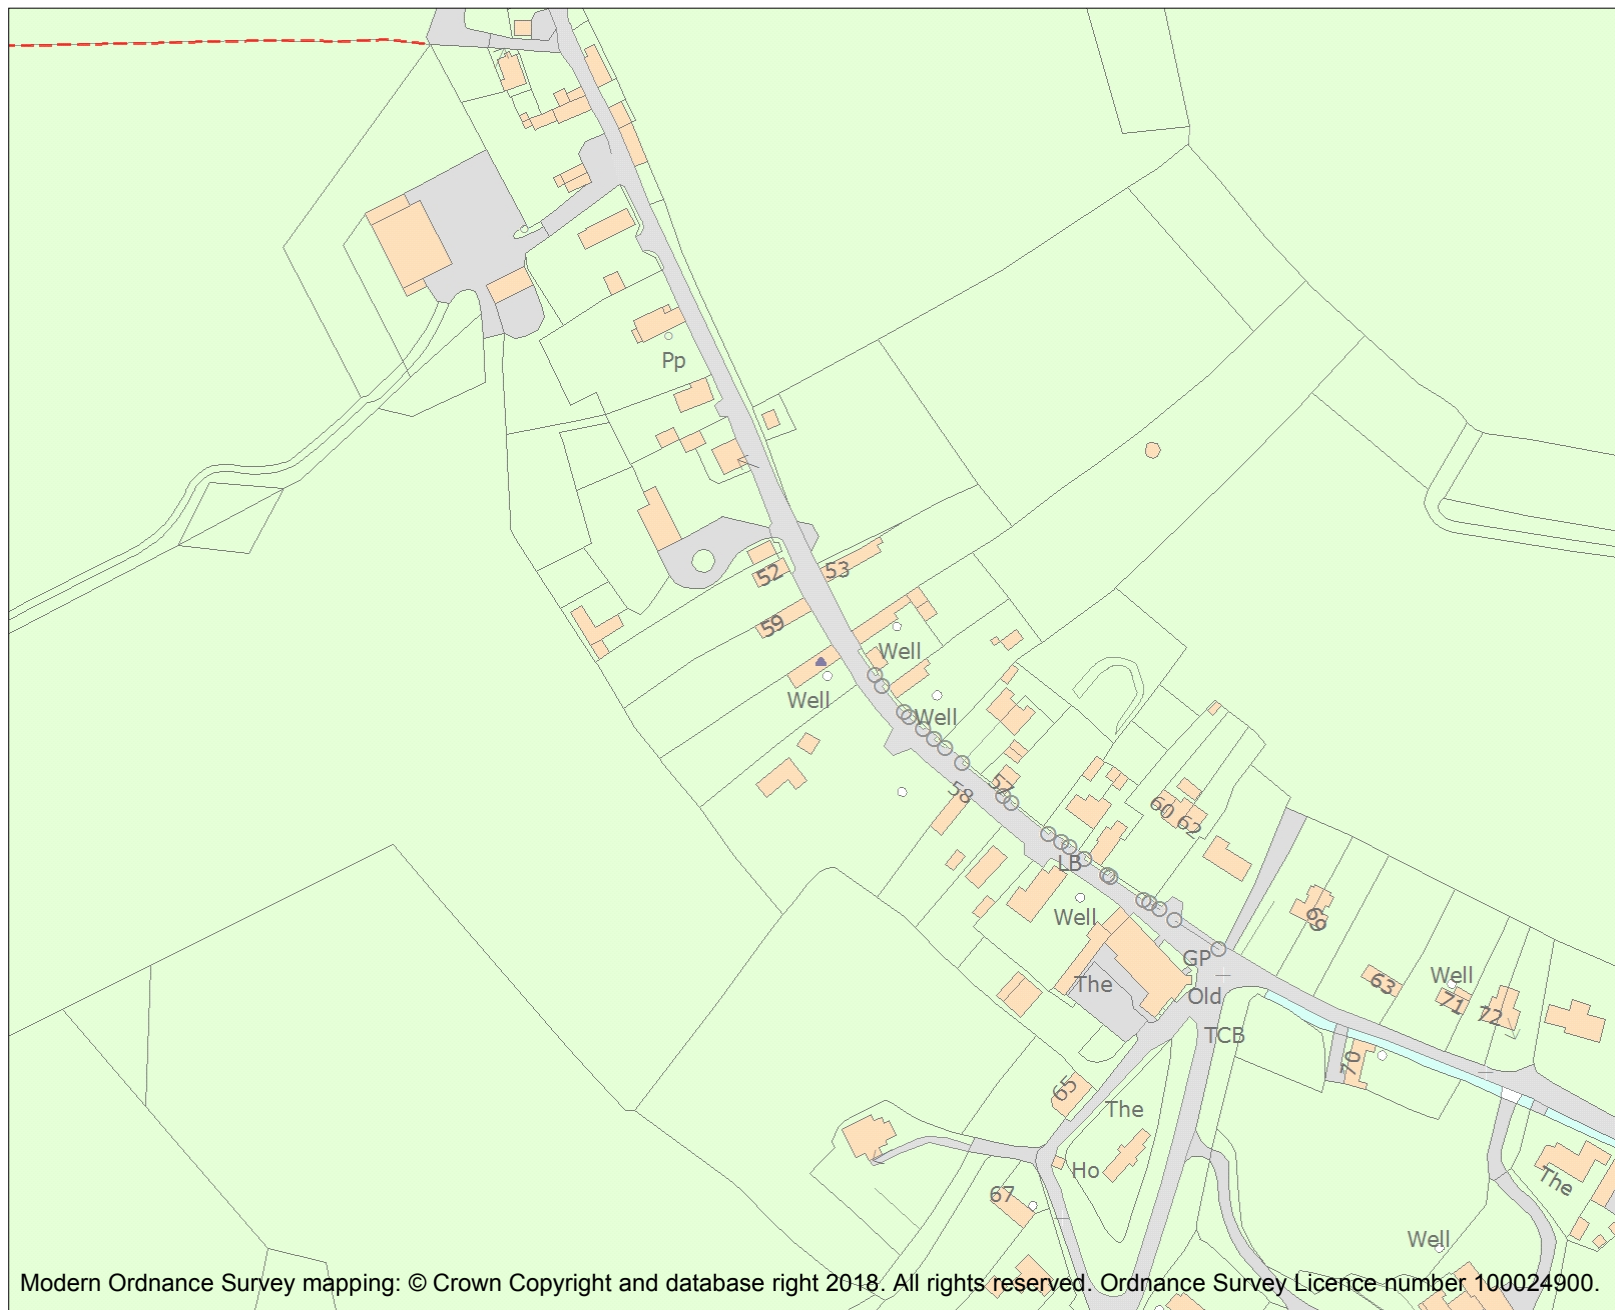 Pp
52
53
59
Well
Well
Well
57
58
60
62
LB
Well
69
GP
The
Old
63
Well
71
72
TCB
70
65
The
Ho
67
The
Well
Modern Ordnance Survey mapping: © Crown Copyright and database right 2018. All rights reserved. Ordnance Survey Licence number 100024900.